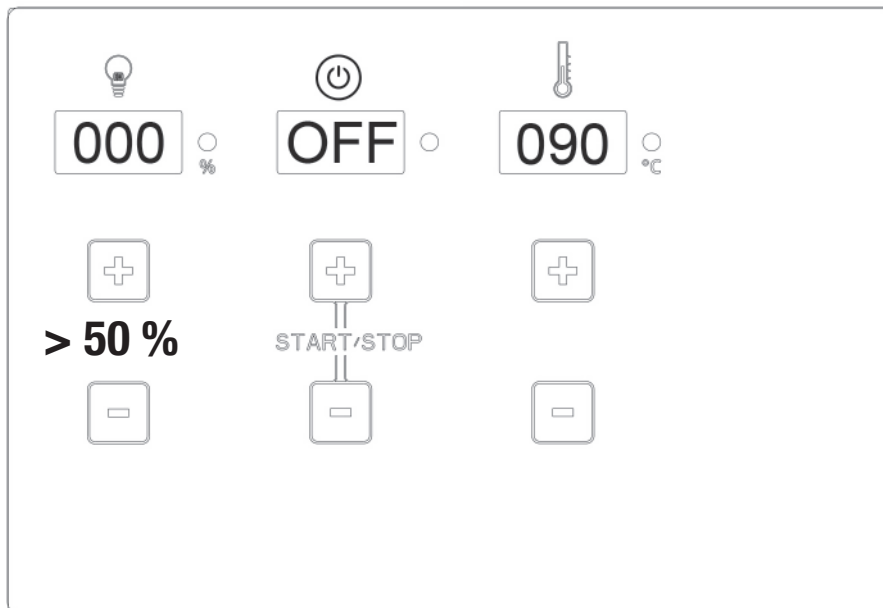 000 OFF 090
% °C
+ + +
> 50 % START/STOP
- - -